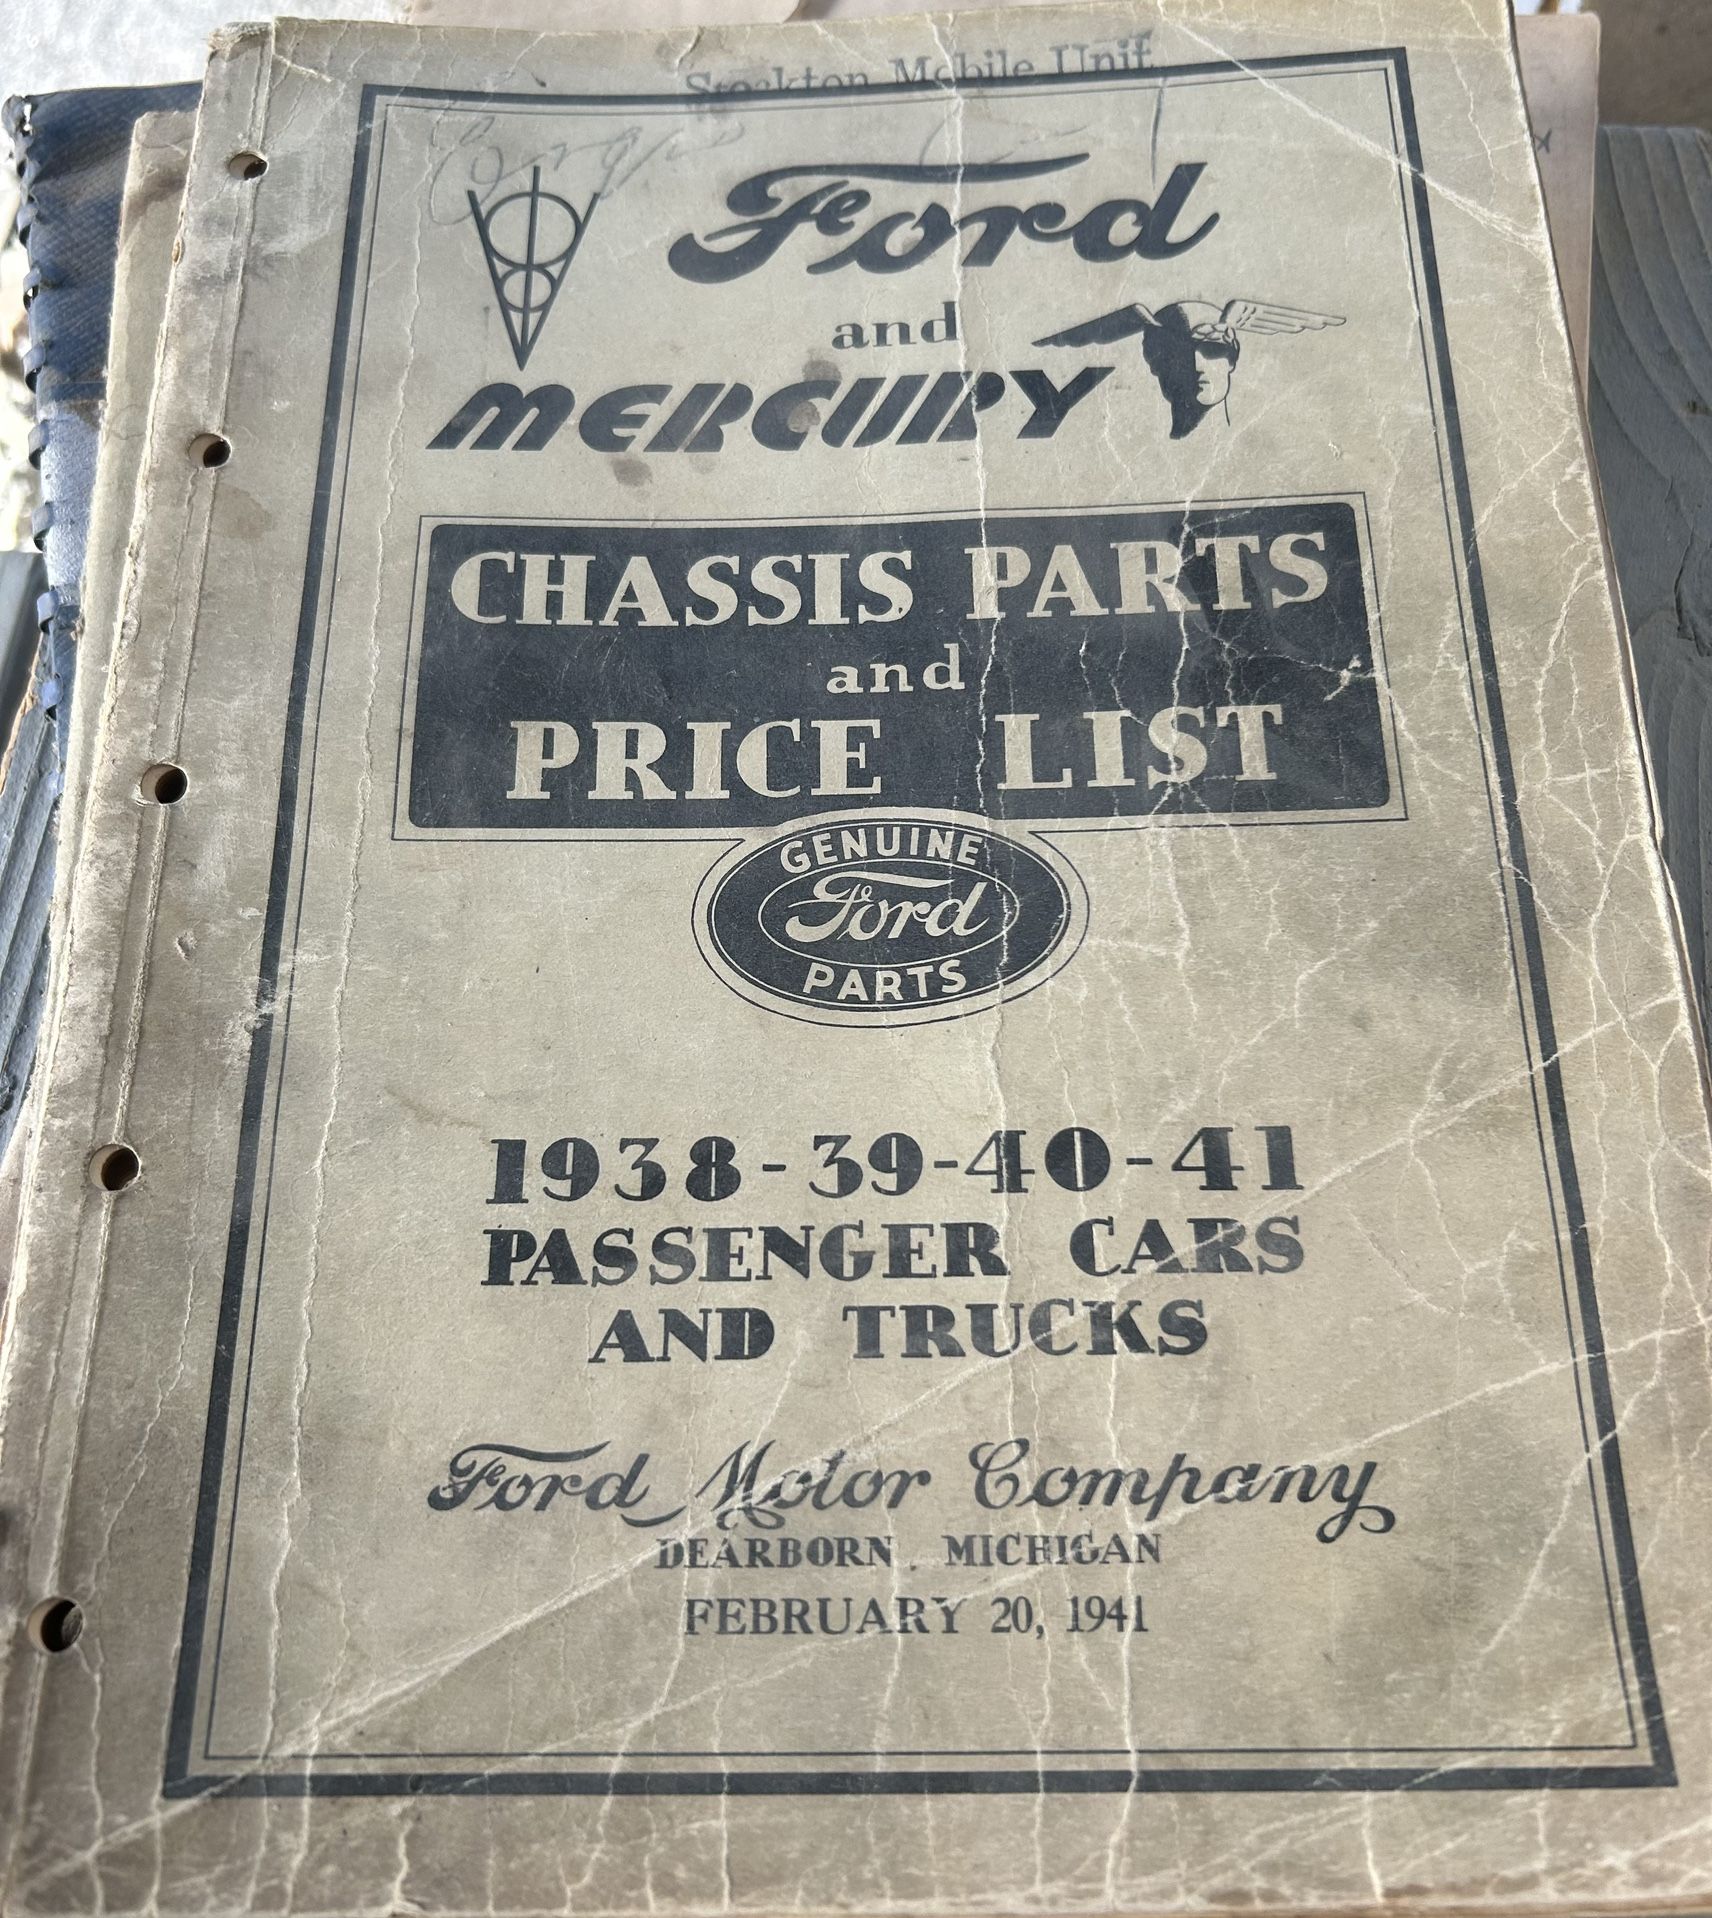 Stockton Mobile Unit
Ford
and
MERCURY
CHASSIS PARTS
and
PRICE LIST
GENUINE
Ford
PARTS
1938-39-40-41
PASSENGER CARS
AND TRUCKS
Ford Motor Company
DEARBORN, MICHIGAN
FEBRUARY 20, 1941